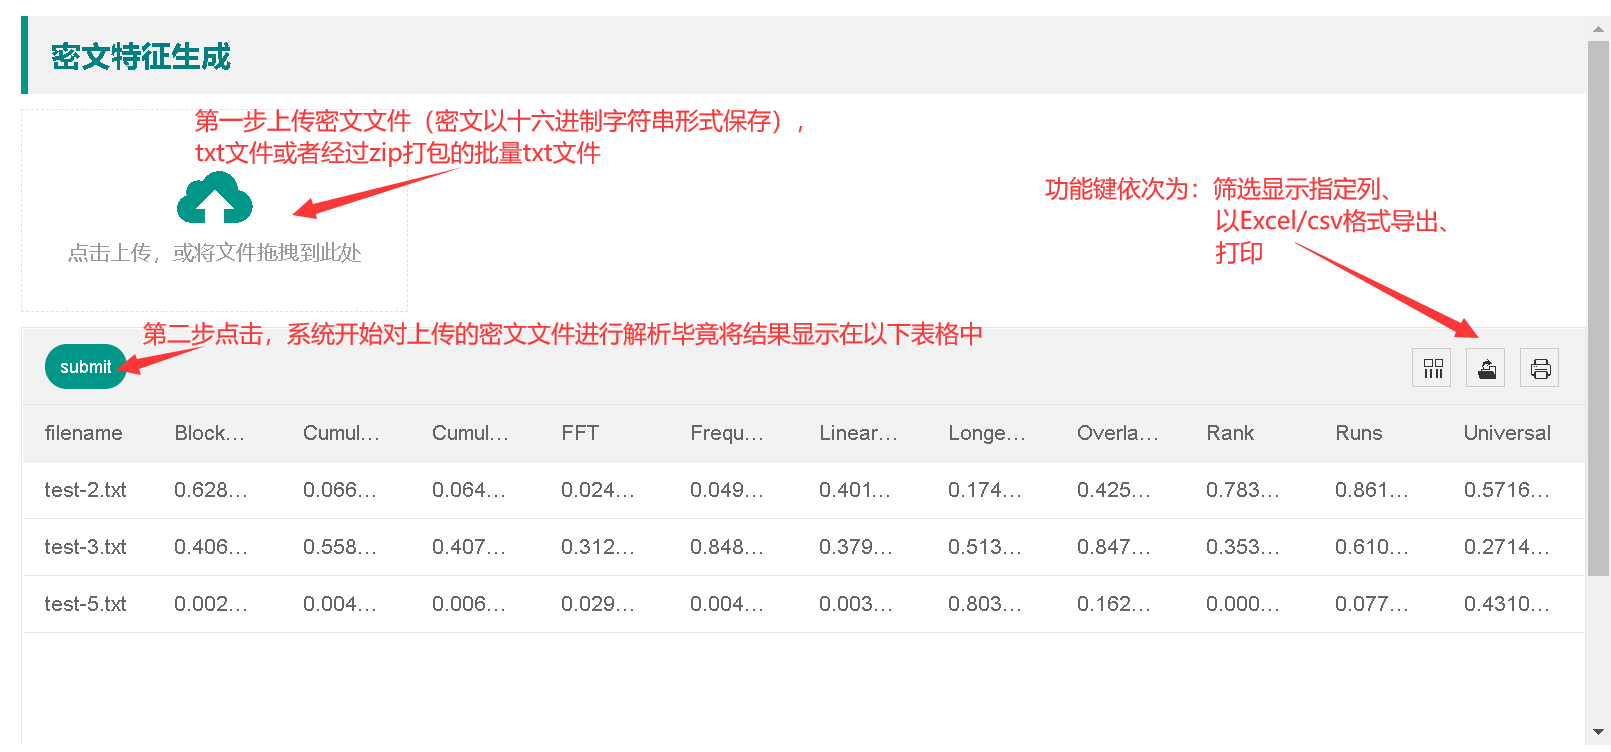 密文特征生成
第一步上传密文文件（密文以十六进制字符串形式保存），
txt文件或者经过zip打包的批量txt文件
点击上传，或将文件拖拽到此处
功能键依次为：筛选显示指定列、
以Excel/csv格式导出、
打印
第二步点击，系统开始对上传的密文文件进行解析毕竟将结果显示在以下表格中
submit
filename Block... Cumul... Cumul... FFT Frequ... Linear... Longe... Overla... Rank Runs Universal
test-2.txt 0.628... 0.066... 0.064... 0.024... 0.049... 0.401... 0.174... 0.425... 0.783... 0.861... 0.5716...
test-3.txt 0.406... 0.558... 0.407... 0.312... 0.848... 0.379... 0.513... 0.847... 0.353... 0.610... 0.2714...
test-5.txt 0.002... 0.004... 0.006... 0.029... 0.004... 0.003... 0.803... 0.162... 0.000... 0.077... 0.4310...